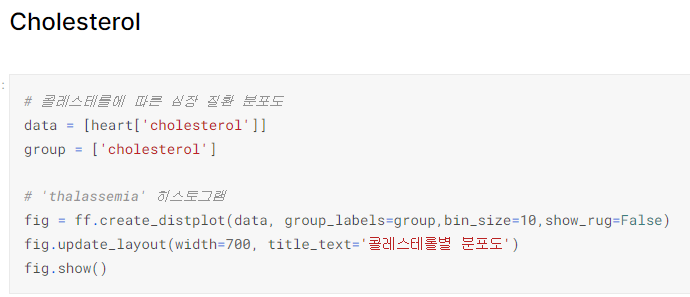 Cholesterol
# 콜레스테롤에 따른 심장 질환 분포도
data = [heart['cholesterol']]
group = ['cholesterol']
# 'thalassemia' 히스토그램
fig = ff.create_distplot(data, group_labels=group,bin_size=10,show_rug=False)
fig.update_layout(width=700, title_text='콜레스테롤별 분포도')
fig.show()